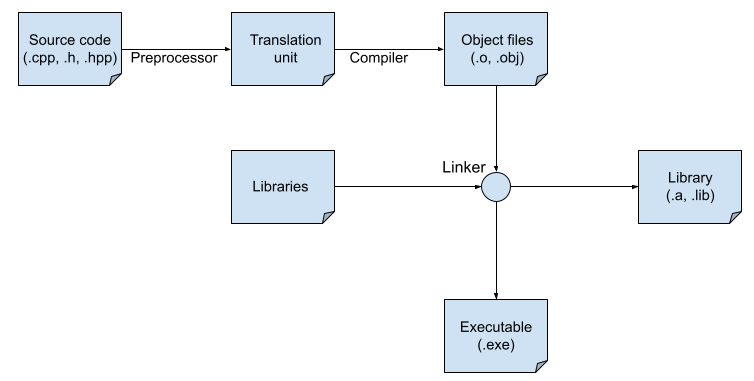 Source code
(.cpp, .h, .hpp)
Preprocessor
Translation
unit
Compiler
Object files
(.o, .obj)
Libraries
Linker
Library
(.a, .lib)
Executable
(.exe)